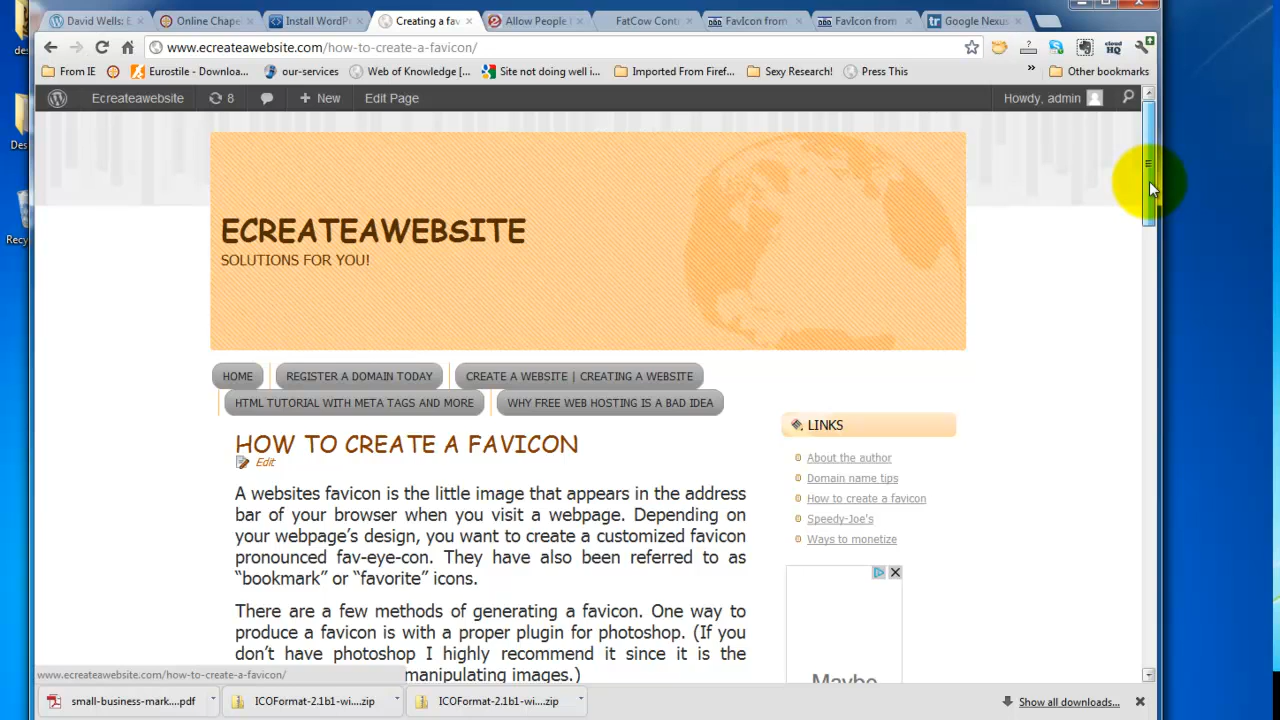 David Wells: E
Online Chape
Install WordP
Creating a fav
Allow People
FatCow Contr
FavIcon from
FavIcon from
Google Nexus
www.ecreateawebsite.com/how-to-create-a-favicon/
From IE
Eurostile - Downloa...
our-services
Web of Knowledge [...
Site not doing well i...
Imported From Firef...
Sexy Research!
Press This
»
Other bookmarks
cloud HQ
Ecreateawebsite
8
+ New
Edit Page
Howdy, admin
ECREATEAWEBSITE
SOLUTIONS FOR YOU!
HOME
REGISTER A DOMAIN TODAY
CREATE A WEBSITE | CREATING A WEBSITE
HTML TUTORIAL WITH META TAGS AND MORE
WHY FREE WEB HOSTING IS A BAD IDEA
HOW TO CREATE A FAVICON
Edit
A websites favicon is the little image that appears in the address
bar of your browser when you visit a webpage. Depending on
your webpage's design, you want to create a customized favicon
pronounced fav-eye-con. They have also been referred to as
“bookmark” or “favorite” icons.
There are a few methods of generating a favicon. One way to
produce a favicon is with a proper plugin for photoshop. (If you
don't have photoshop I highly recommend it since it is the
manipulating images.)
LINKS
About the author
Domain name tips
How to create a favicon
Speedy-Joe's
Ways to monetize
Maybe
www.ecreateawebsite.com/how-to-create-a-favicon/
small-business-mark....pdf
ICOFormat-2.1b1-wi....zip
ICOFormat-2.1b1-wi....zip
Show all downloads...
des
Des
Recy